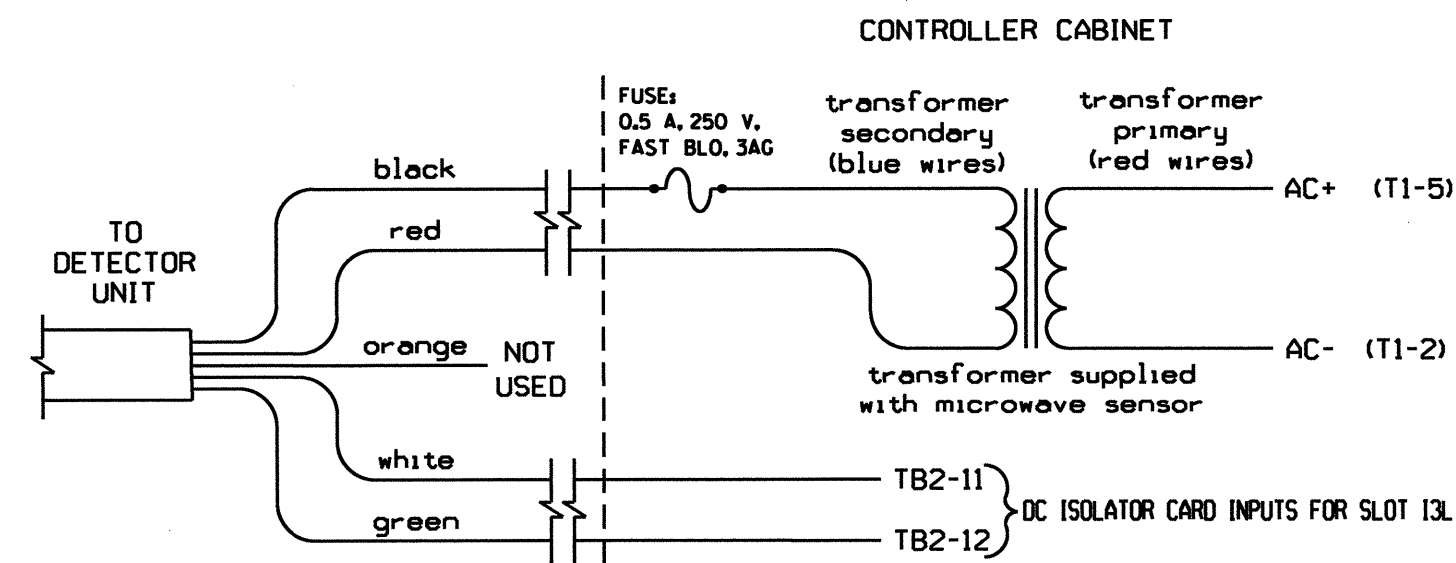 CONTROLLER CABINET
FUSE:
0.5 A, 250 V,
FAST BLO, 3AG
transformer
secondary
(blue wires)
transformer
primary
(red wires)
black
AC+ (T1-5)
red
TO
DETECTOR
UNIT
orange
NOT
USED
AC- (T1-2)
transformer supplied
with microwave sensor
white
TB2-11
DC ISOLATOR CARD INPUTS FOR SLOT I3L
green
TB2-12